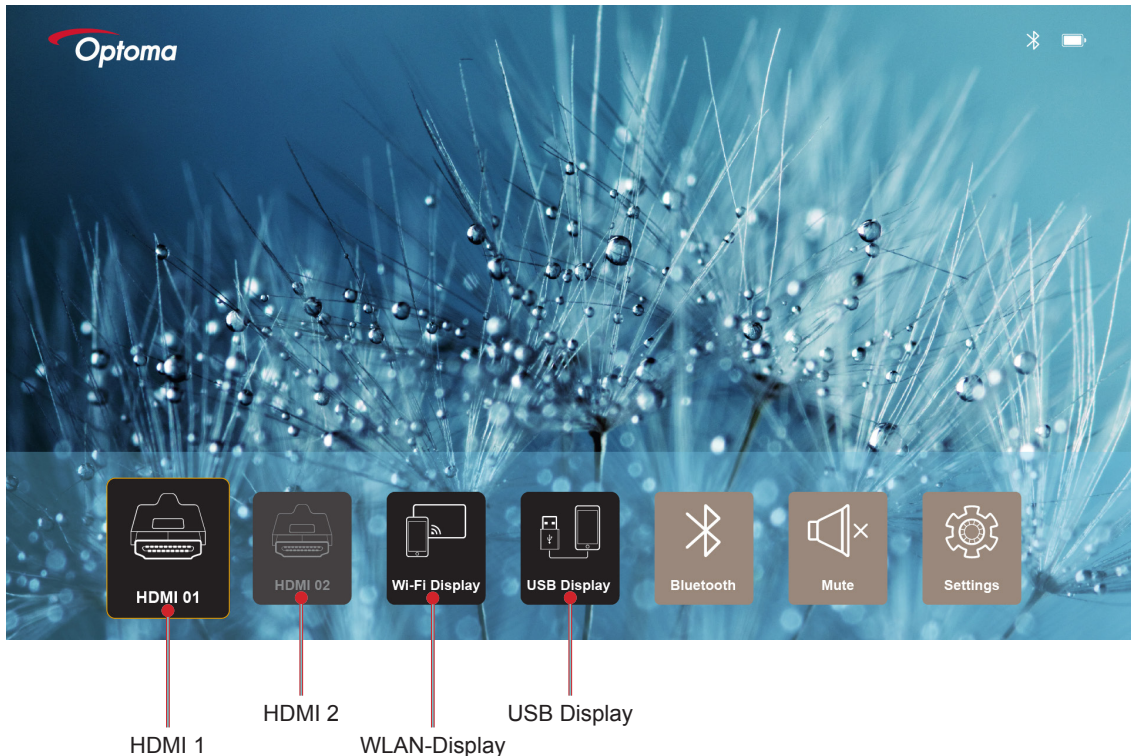 Optoma
HDMI 01
HDMI 02
Wi-Fi Display
USB Display
Bluetooth
Mute
Settings
HDMI 2
USB Display
HDMI 1
WLAN-Display